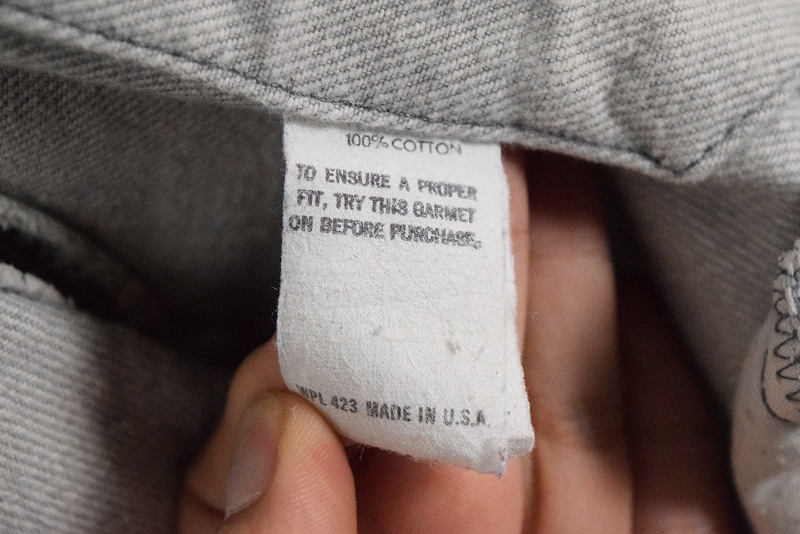 100% COTTON
TO ENSURE A PROPER
FIT, TRY THIS GARMET
ON BEFORE PURCHASE.
WPL 423 MADE IN U.S.A.